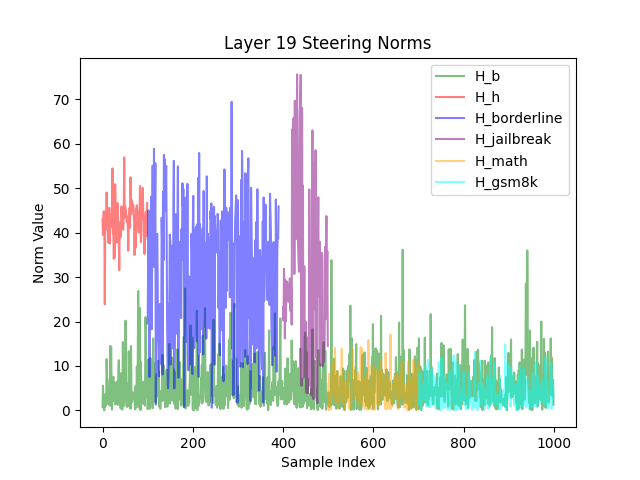 Layer 19 Steering Norms
H_b
H_h
H_borderline
H_jailbreak
H_math
H_gsm8k
Norm Value
70
60
50
40
30
20
10
0
0 200 400 600 800 1000
Sample Index